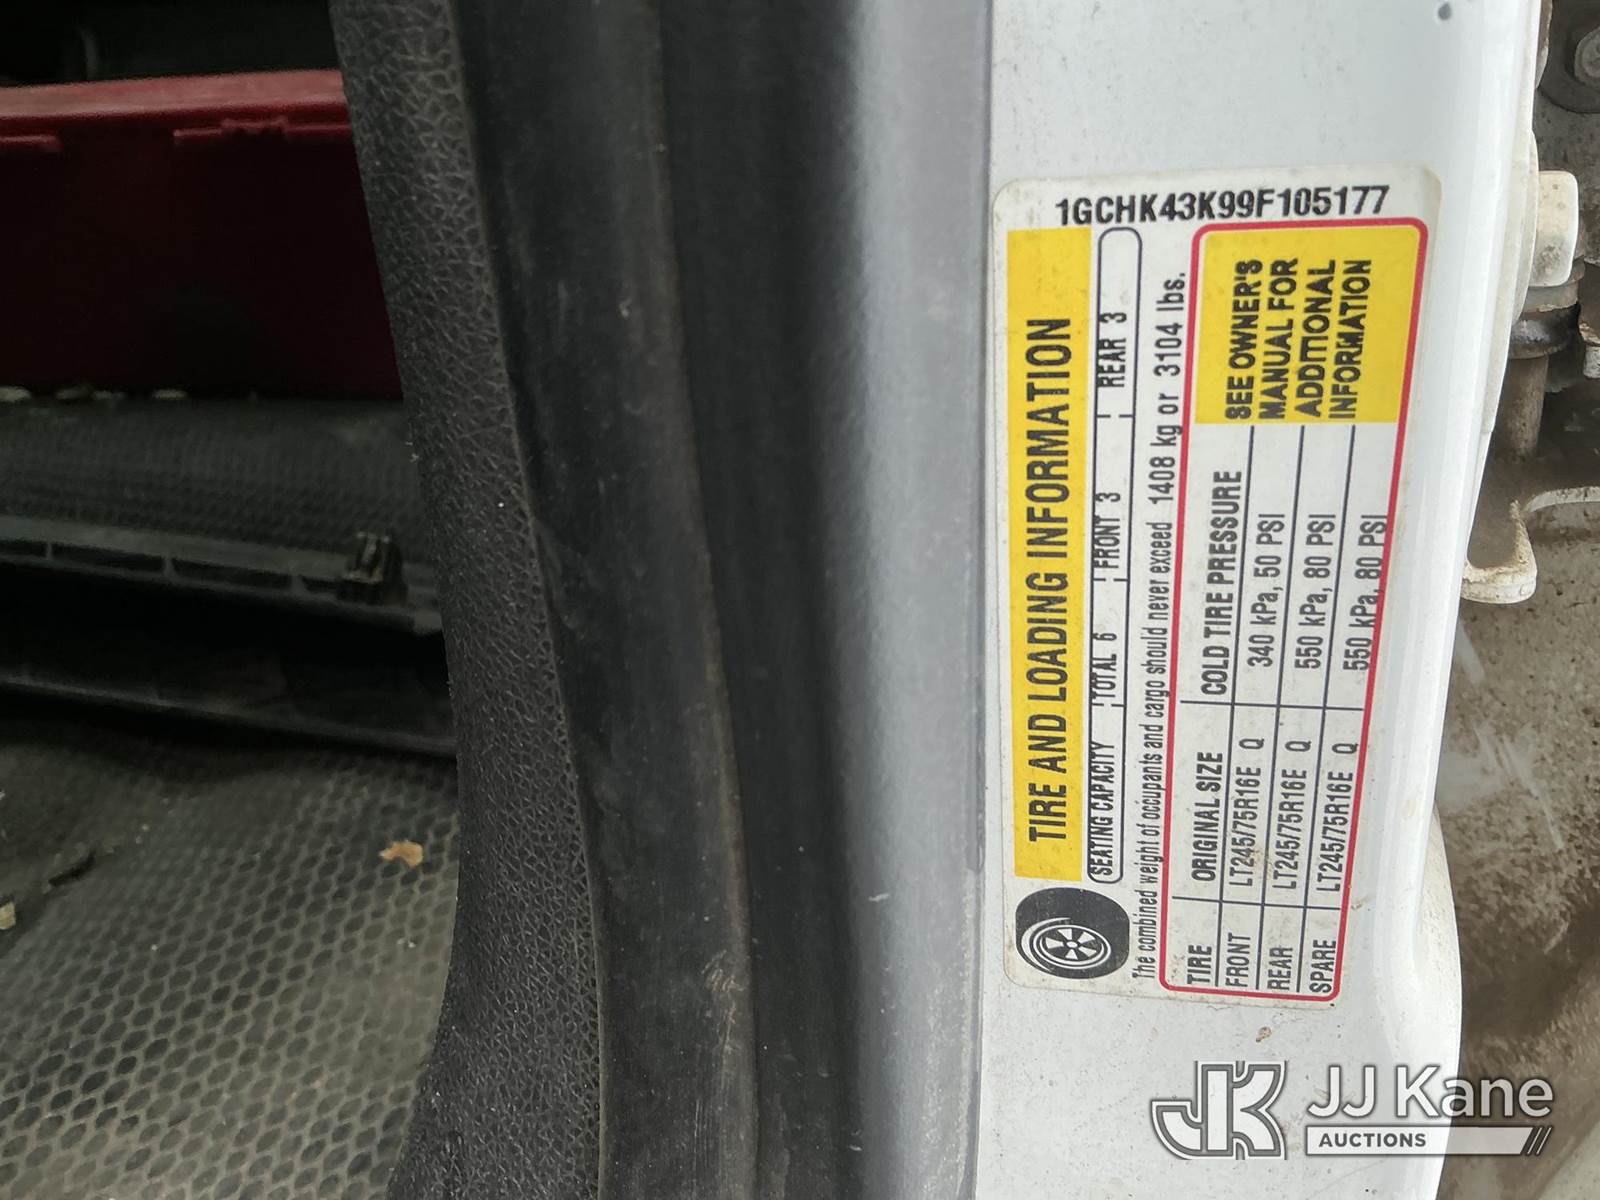 1GCHK43K99F105177
TIRE AND LOADING INFORMATION
SEATING CAPACITY TOTAL 6 FRONT 3 REAR 3
The combined weight of occupants and cargo should never exceed 1408 kg or 3104 lbs.
TIRE ORIGINAL SIZE COLD TIRE PRESSURE
FRONT LT245/75R16E Q 340 kPa, 50 PSI
REAR LT245/75R16E Q 550 kPa, 80 PSI
SPARE LT245/75R16E Q 550 kPa, 80 PSI
SEE OWNER'S
MANUAL FOR
ADDITIONAL
INFORMATION
JK JJ Kane
AUCTIONS